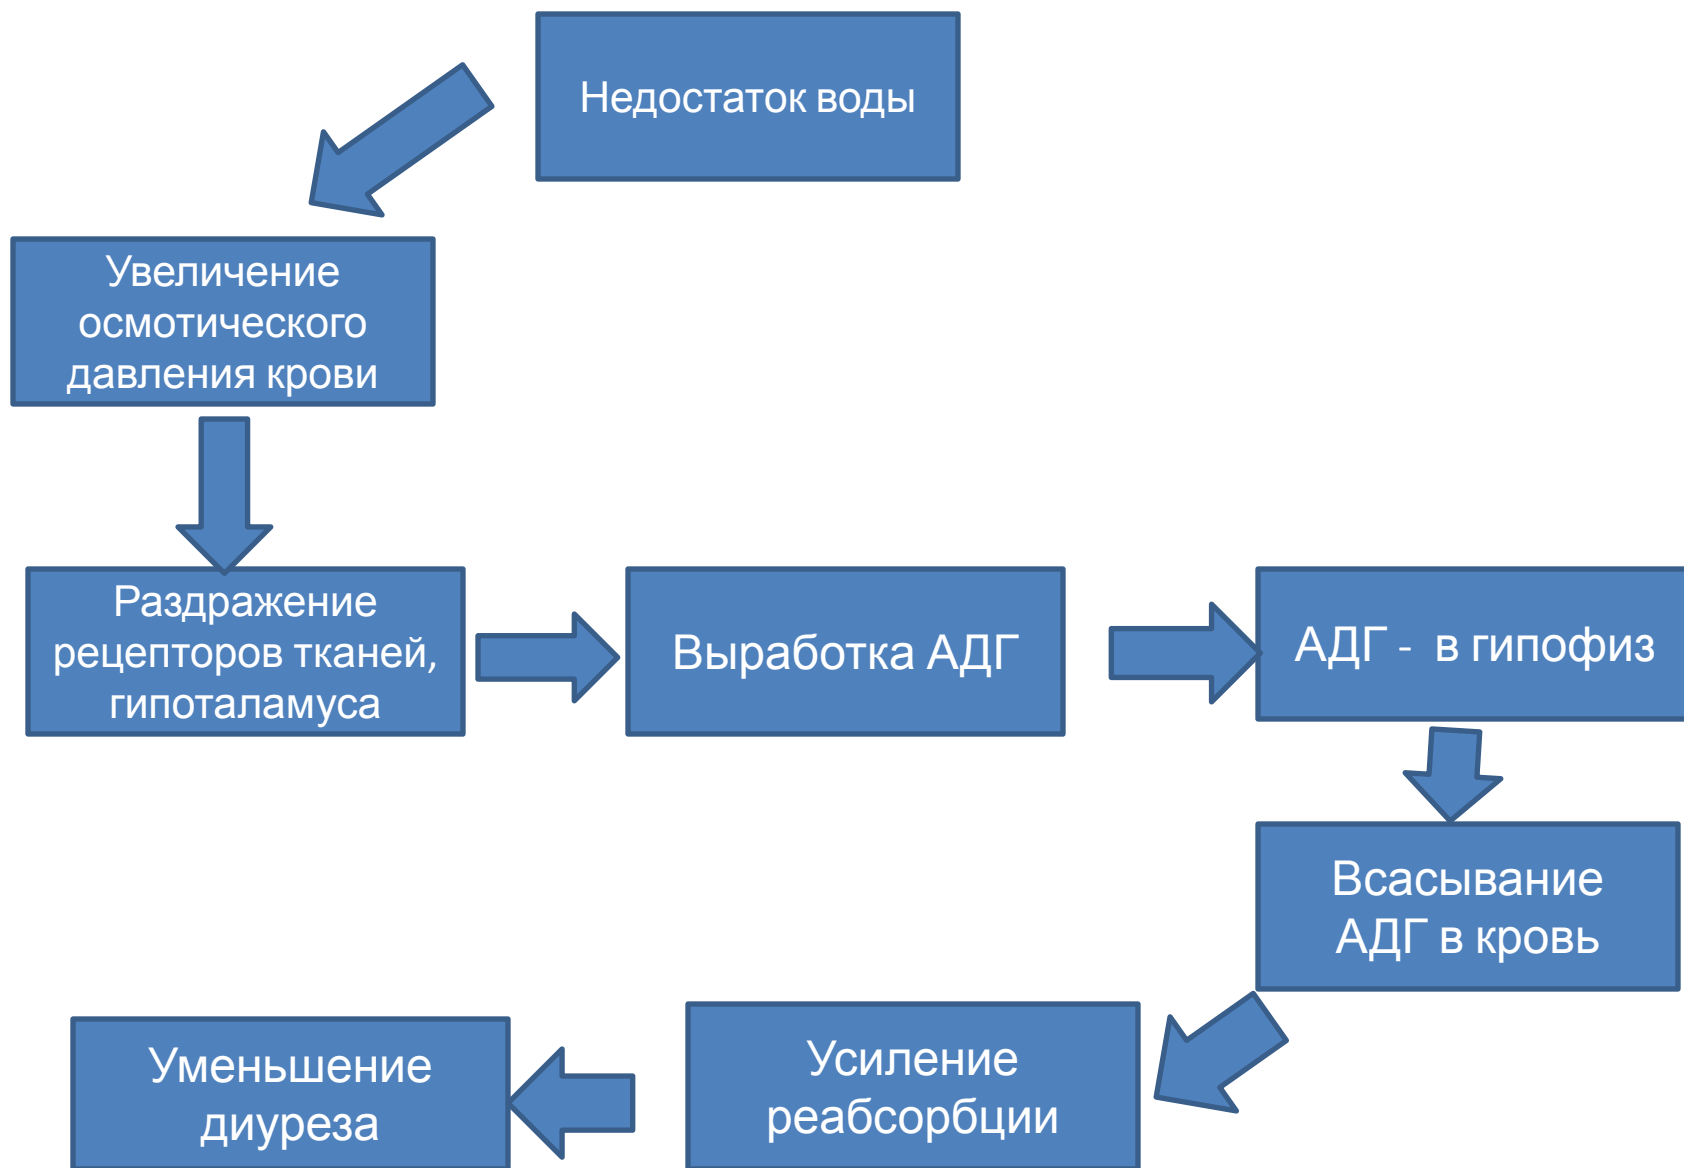 Недостаток воды
Увеличение
осмотического
давления крови
Раздражение
рецепторов тканей,
гипоталамуса
Выработка АДГ
АДГ -  в гипофиз
Всасывание
АДГ в кровь
Усиление
реабсорбции
Уменьшение
диуреза